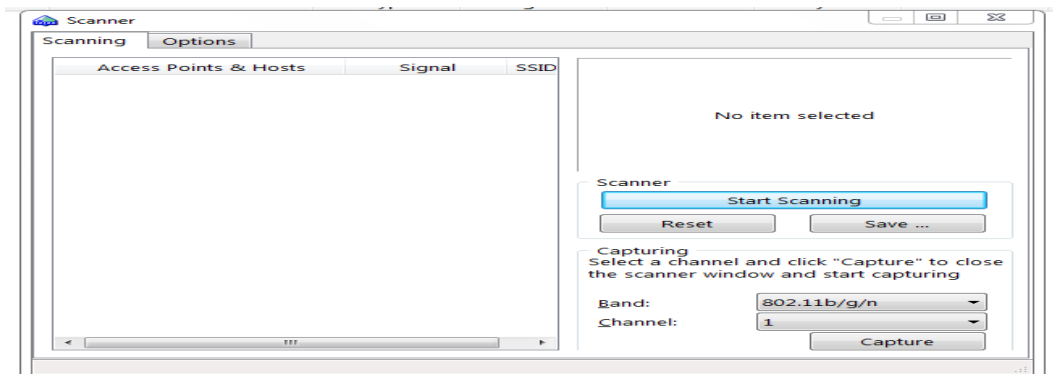 Scanner
Scanning Options
Access Points & Hosts Signal SSID
No item selected
Scanner
Start Scanning
Reset Save ...
Capturing
Select a channel and click "Capture" to close
the scanner window and start capturing
Band: 802.11b/g/n
Channel: 1
Capture